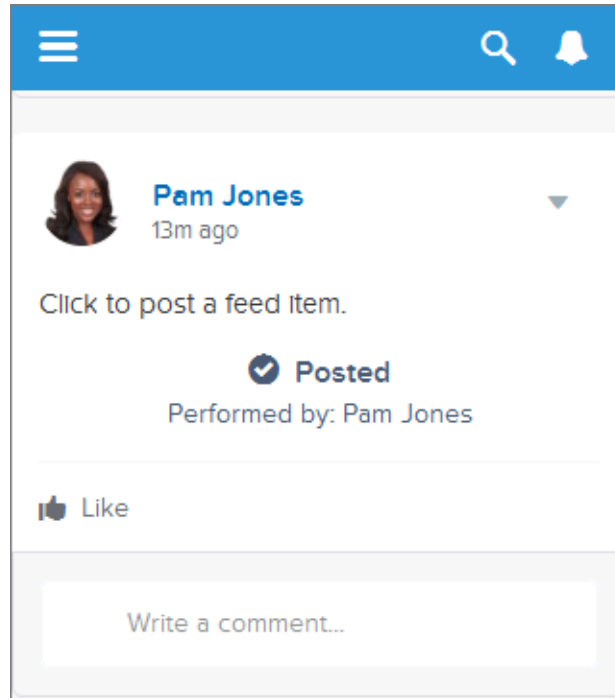 Pam Jones
13m ago
Click to post a feed item.
Posted
Performed by: Pam Jones
Like
Write a comment...